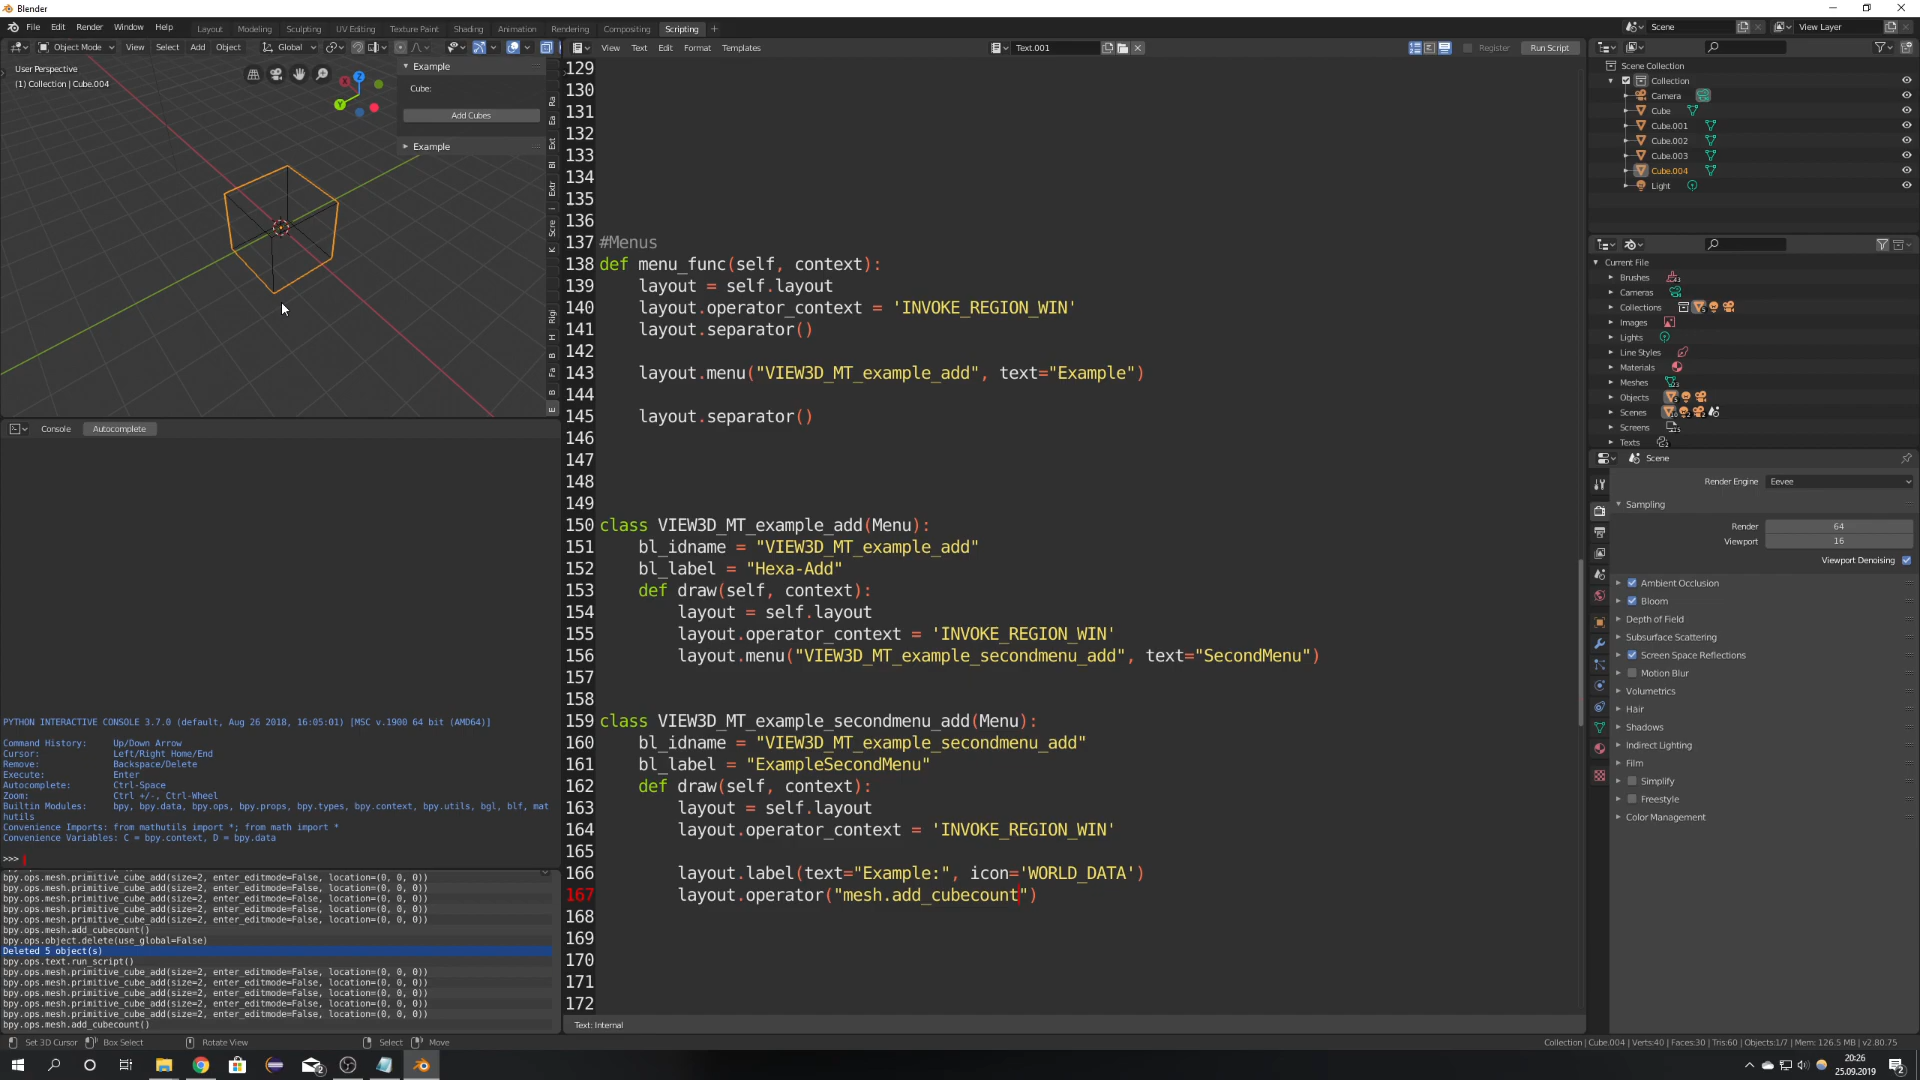 Blender
File Edit Render Window Help
Layout Modeling Sculpting UV Editing Texture Paint Shading Animation Rendering Compositing Scripting +
Scene
View Layer
Object Mode View Select Add Object Global
View Text Edit Format Templates
Text.001
Register
Run Script
User Perspective
(1) Collection | Cube.004
Example
Cube:
Add Cubes
Example
129
130
131
132
133
134
135
136
137 #Menus
138 def menu_func(self, context):
139     layout = self.layout
140     layout.operator_context = 'INVOKE_REGION_WIN'
141     layout.separator()
142
143     layout.menu("VIEW3D_MT_example_add", text="Example")
144
145     layout.separator()
146
147
148
149
150 class VIEW3D_MT_example_add(Menu):
151     bl_idname = "VIEW3D_MT_example_add"
152     bl_label = "Hexa-Add"
153     def draw(self, context):
154         layout = self.layout
155         layout.operator_context = 'INVOKE_REGION_WIN'
156         layout.menu("VIEW3D_MT_example_secondmenu_add", text="SecondMenu")
157
158
159 class VIEW3D_MT_example_secondmenu_add(Menu):
160     bl_idname = "VIEW3D_MT_example_secondmenu_add"
161     bl_label = "ExampleSecondMenu"
162     def draw(self, context):
163         layout = self.layout
164         layout.operator_context = 'INVOKE_REGION_WIN'
165
166         layout.label(text="Example:", icon='WORLD_DATA')
167         layout.operator("mesh.add_cubecount")
168
169
170
171
172
Text: Internal
Console Autocomplete
PYTHON INTERACTIVE CONSOLE 3.7.0 (default, Aug 26 2018, 16:05:01) [MSC v.1900 64 bit (AMD64)]
Command History: Up/Down Arrow
Cursor: Left/Right Home/End
Remove: Backspace/Delete
Execute: Enter
Autocomplete: Ctrl-Space
Zoom: Ctrl +/-, Ctrl-Wheel
Builtin Modules: bpy, bpy.data, bpy.ops, bpy.props, bpy.types, bpy.context, bpy.utils, bgl, blf, mat
hutils
Convenience Imports: from mathutils import *; from math import *
Convenience Variables: C = bpy.context, D = bpy.data
>>>
bpy.ops.mesh.primitive_cube_add(size=2, enter_editmode=False, location=(0, 0, 0))
bpy.ops.mesh.primitive_cube_add(size=2, enter_editmode=False, location=(0, 0, 0))
bpy.ops.mesh.primitive_cube_add(size=2, enter_editmode=False, location=(0, 0, 0))
bpy.ops.mesh.primitive_cube_add(size=2, enter_editmode=False, location=(0, 0, 0))
bpy.ops.mesh.primitive_cube_add(size=2, enter_editmode=False, location=(0, 0, 0))
bpy.ops.mesh.add_cubecount()
bpy.ops.object.delete(use_global=False)
Deleted 5 object(s)
bpy.ops.text.run_script()
bpy.ops.mesh.primitive_cube_add(size=2, enter_editmode=False, location=(0, 0, 0))
bpy.ops.mesh.primitive_cube_add(size=2, enter_editmode=False, location=(0, 0, 0))
bpy.ops.mesh.primitive_cube_add(size=2, enter_editmode=False, location=(0, 0, 0))
bpy.ops.mesh.primitive_cube_add(size=2, enter_editmode=False, location=(0, 0, 0))
bpy.ops.mesh.primitive_cube_add(size=2, enter_editmode=False, location=(0, 0, 0))
bpy.ops.mesh.add_cubecount()
Scene Collection
Collection
Camera
Cube
Cube.001
Cube.002
Cube.003
Cube.004
Light
Current File
Brushes
Cameras
Collections
Images
Lights
Line Styles
Materials
Meshes
Objects
Scenes
Screens
Texts
Scene
Render Engine Eevee
Sampling
Render 64
Viewport 16
Viewport Denoising
Ambient Occlusion
Bloom
Depth of Field
Subsurface Scattering
Screen Space Reflections
Motion Blur
Volumetrics
Hair
Shadows
Indirect Lighting
Film
Simplify
Freestyle
Color Management
Set 3D Cursor Box Select Rotate View Select Move
Collection | Cube.004 | Verts:40 | Faces:30 | Tris:60 | Objects:1/7 | Mem: 126.5 MB | v2.80.75
20:26
25.09.2019